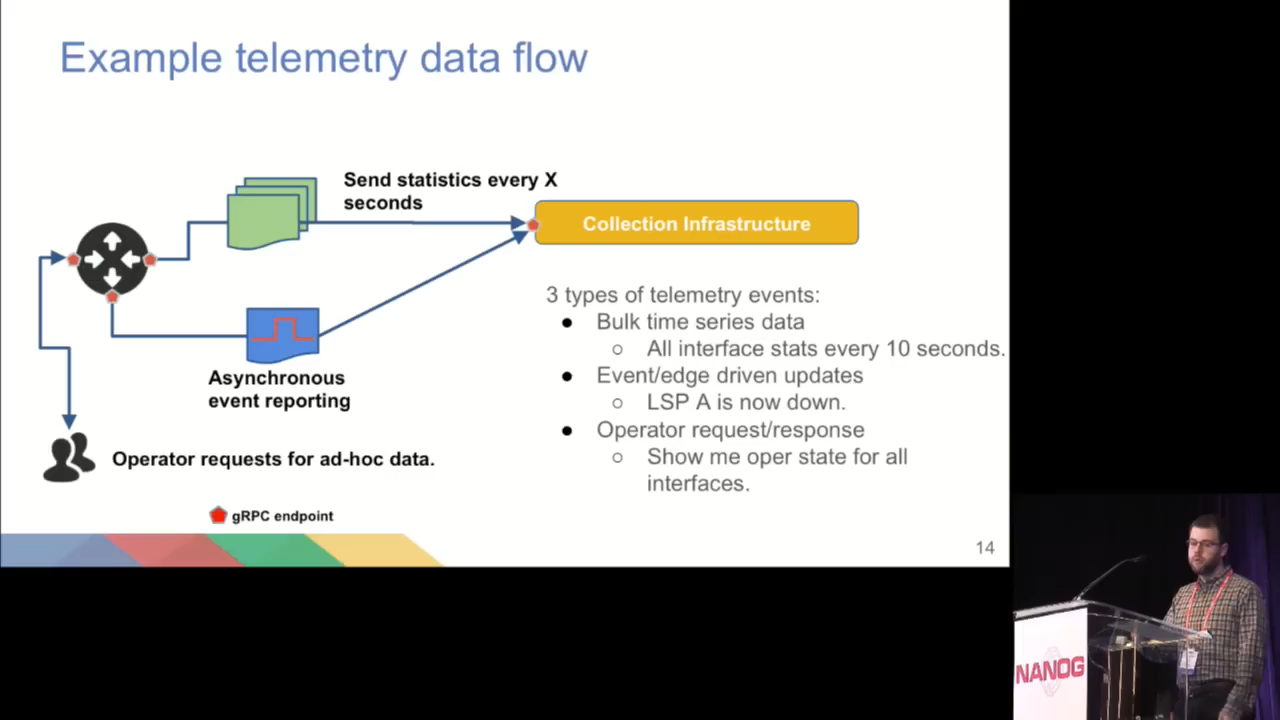 Example telemetry data flow
Send statistics every X
seconds
Collection Infrastructure
3 types of telemetry events:
● Bulk time series data
○ All interface stats every 10 seconds.
● Event/edge driven updates
○ LSP A is now down.
● Operator request/response
○ Show me oper state for all
interfaces.
Asynchronous
event reporting
Operator requests for ad-hoc data.
gRPC endpoint
14
NANOG